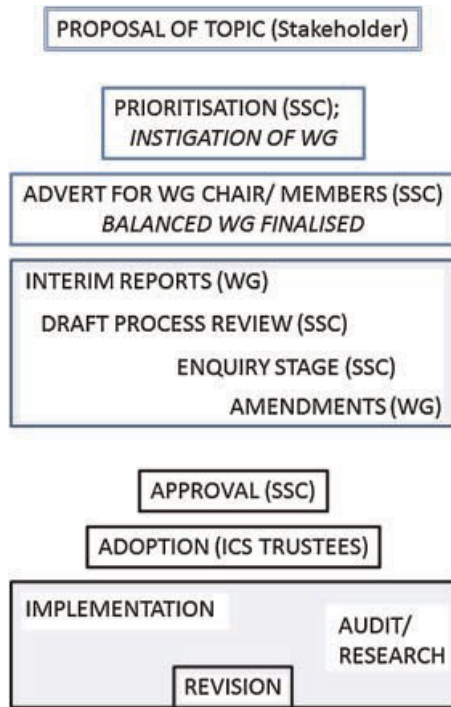 PROPOSAL OF TOPIC (Stakeholder)
PRIORITISATION (SSC);
INSTIGATION OF WG
ADVERT FOR WG CHAIR/ MEMBERS (SSC)
BALANCED WG FINALISED
INTERIM REPORTS (WG)
DRAFT PROCESS REVIEW (SSC)
ENQUIRY STAGE (SSC)
AMENDMENTS (WG)
APPROVAL (SSC)
ADOPTION (ICS TRUSTEES)
IMPLEMENTATION
AUDIT/
RESEARCH
REVISION